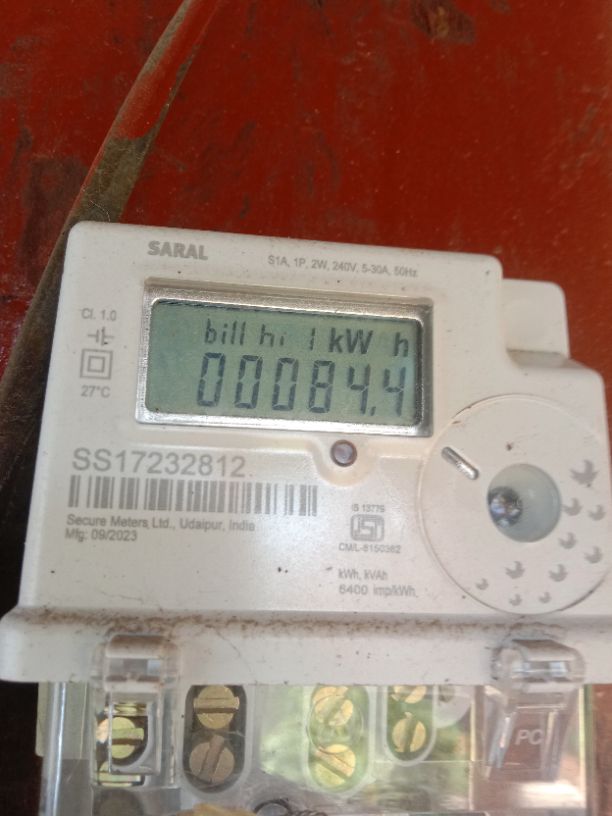 SARAL
S1A, 1P, 2W, 240V, 5-30A, 50Hz
Cl. 1.0
27°C
bill hi 1 kW h
00084.4
SS17232812
Secure Meters Ltd., Udaipur, India
Mfg: 09/2023
IS 13779
CM/L-8150362
kWh, kVAh
6400 imp/kWh
PC